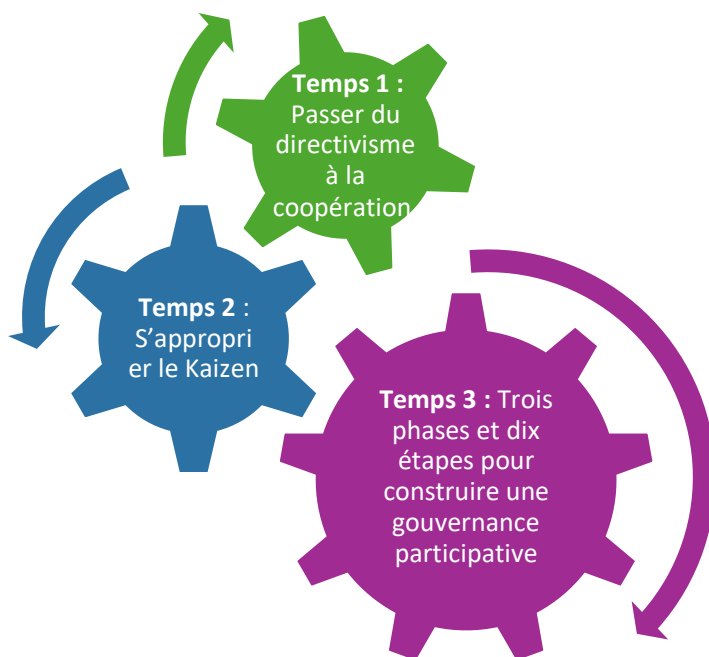 Temps 1 :
Passer du
directivisme
à la
coopération
Temps 2 :
S’appropri
er le Kaizen
Temps 3 : Trois
phases et dix
étapes pour
construire une
gouvernance
participative